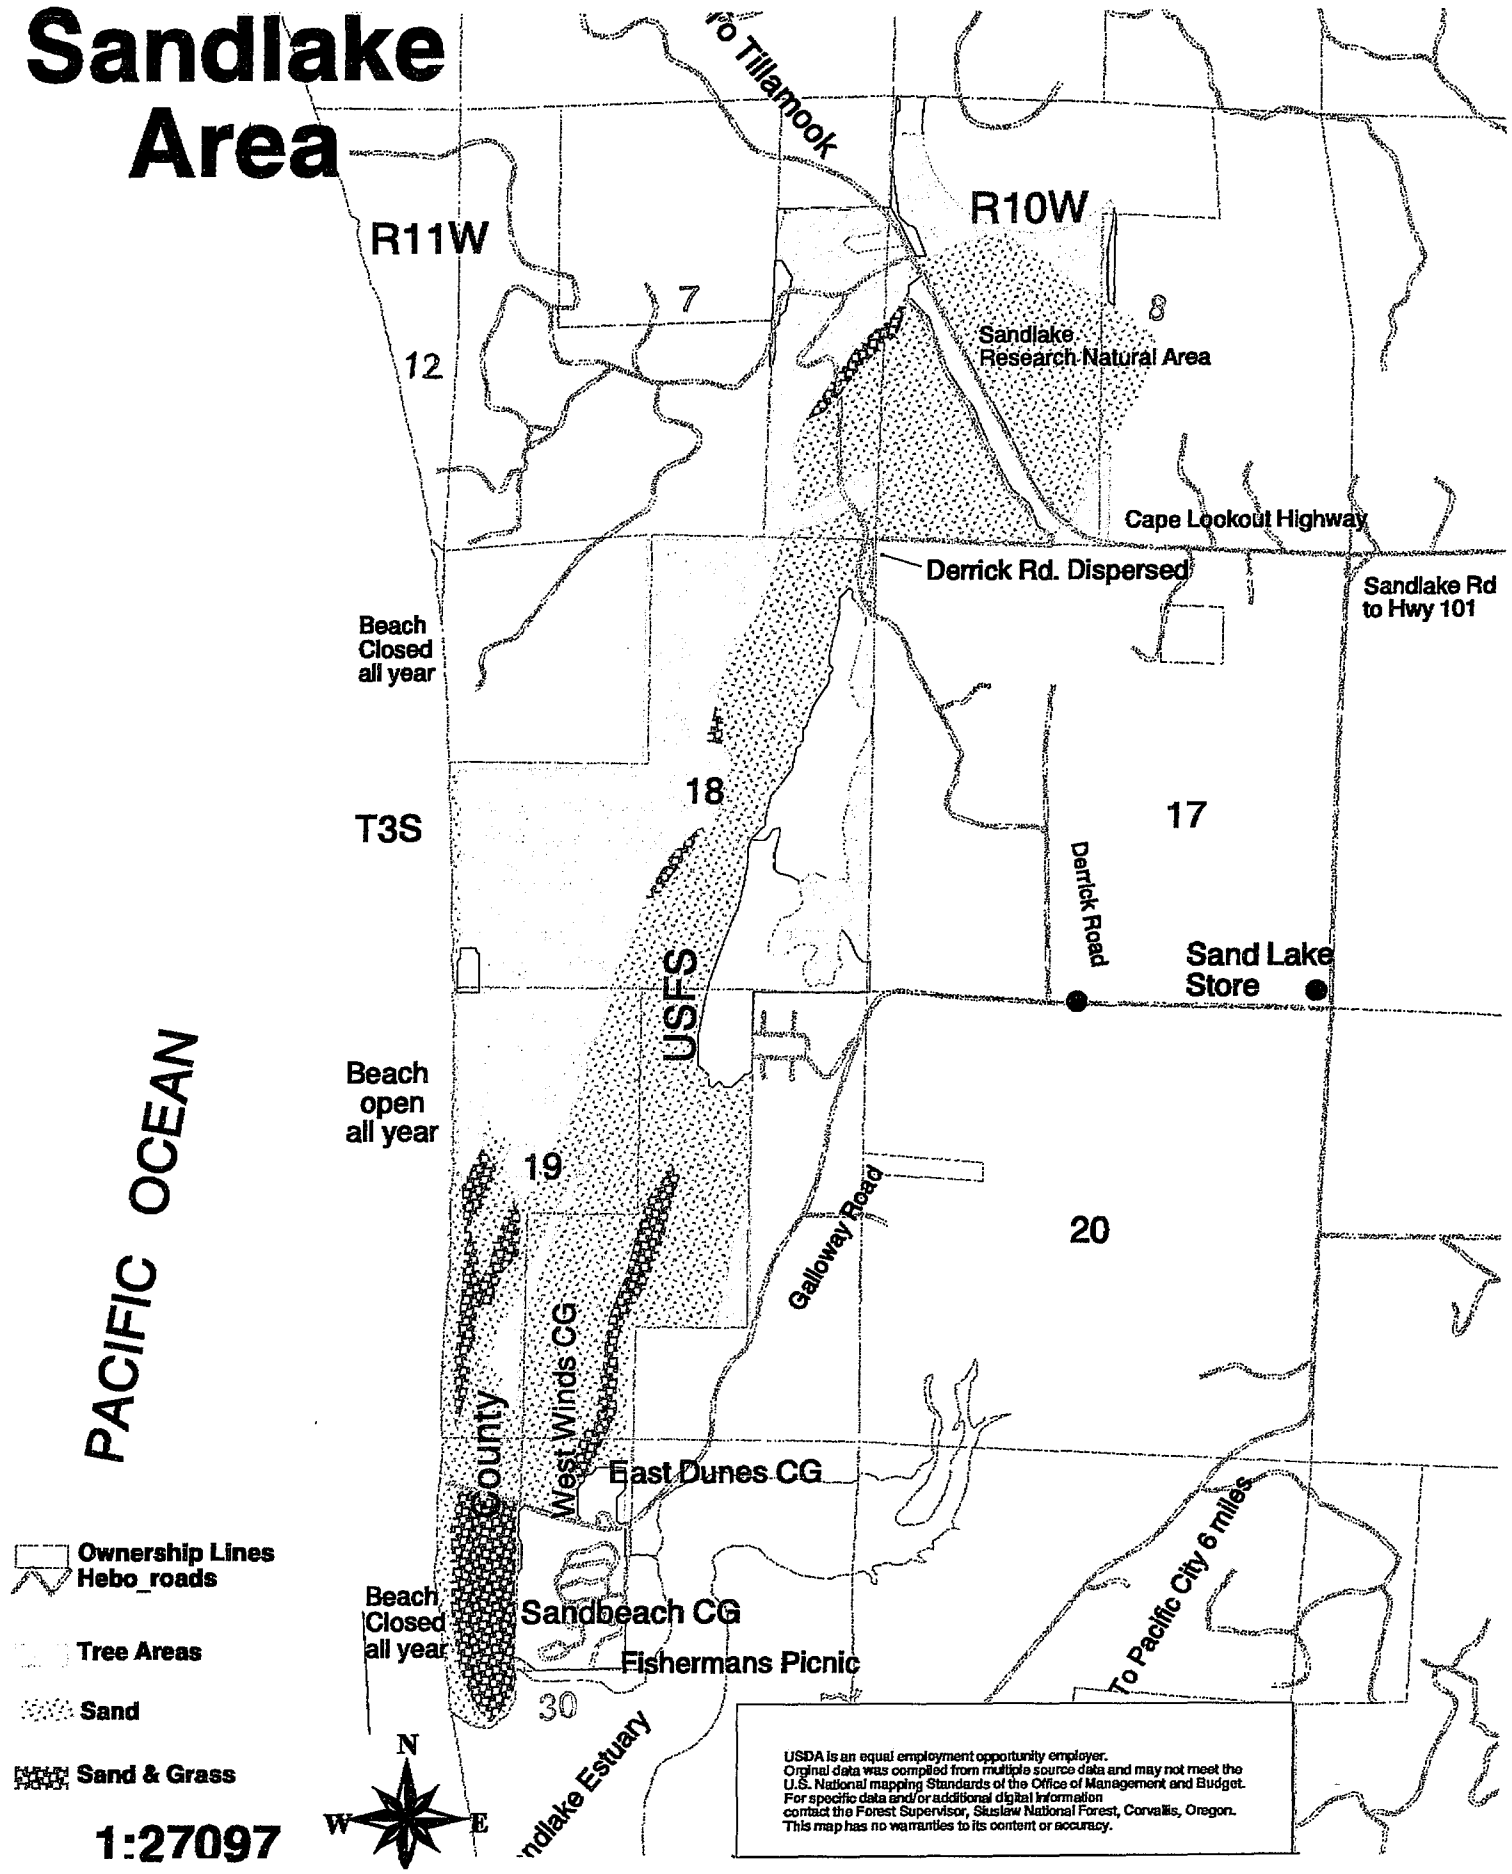 Sandlake
Area
To Tillamook
R11W
R10W
7
8
12
Sandlake
Research Natural Area
Cape Lookout Highway
Derrick Rd. Dispersed
Sandlake Rd
to Hwy 101
Beach
Closed
all year
18
17
T3S
Derrick Road
Sand Lake
Store
USFS
PACIFIC OCEAN
Beach
open
all year
19
Galloway Road
20
West Winds CG
County
East Dunes CG
To Pacific City 6 miles
Ownership Lines
Hebo_roads
Beach
Closed
all year
Sandbeach CG
Tree Areas
Fishermans Picnic
30
Sand
ndlake Estuary
Sand & Grass
N
W
E
1:27097
USDA is an equal employment opportunity employer.
Orginal data was compiled from multiple source data and may not meet the
U.S. National mapping Standards of the Office of Management and Budget.
For specific data and/or additional digital information
contact the Forest Supervisor, Siuslaw National Forest, Corvallis, Oregon.
This map has no warranties to its content or accuracy.